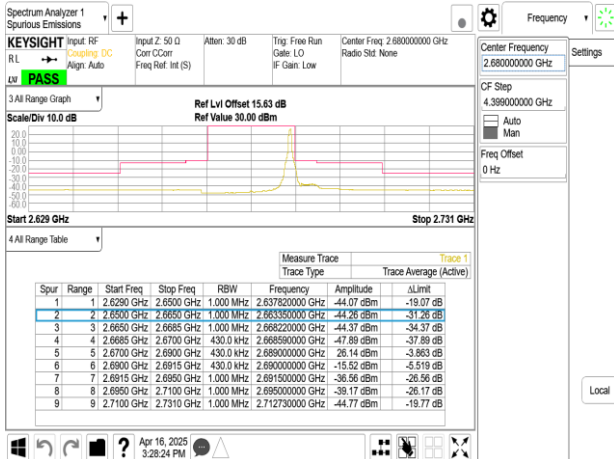 Spectrum Analyzer 1
Spurious Emissions
Frequency
KEYSIGHT Input: RF Input Z: 50 Ω Atten: 30 dB Trig: Free Run Center Freq: 2.680000000 GHz
RL Coupling: DC Corr CCorr Gate: LO Radio Std: None
Align: Auto Freq Ref: Int (S) IF Gain: Low
LXI PASS
Center Frequency
2.680000000 GHz
Settings
CF Step
4.399000000 GHz
Auto
Man
Freq Offset
0 Hz
3 All Range Graph
Ref Lvl Offset 15.63 dB
Scale/Div 10.0 dB Ref Value 30.00 dBm
20.0
10.0
0.00
-10.0
-20.0
-30.0
-40.0
-50.0
-60.0
Start 2.629 GHz Stop 2.731 GHz
4 All Range Table
Measure Trace Trace 1
Trace Type Trace Average (Active)
Spur Range Start Freq Stop Freq RBW Frequency Amplitude ΔLimit
1 1 2.6290 GHz 2.6500 GHz 1.000 MHz 2.637820000 GHz -44.07 dBm -19.07 dB
2 2 2.6500 GHz 2.6650 GHz 1.000 MHz 2.663350000 GHz -44.26 dBm -31.26 dB
3 3 2.6650 GHz 2.6685 GHz 1.000 MHz 2.668220000 GHz -44.37 dBm -34.37 dB
4 4 2.6685 GHz 2.6700 GHz 430.0 kHz 2.668590000 GHz -47.89 dBm -37.89 dB
5 5 2.6700 GHz 2.6900 GHz 430.0 kHz 2.689000000 GHz 26.14 dBm -3.863 dB
6 6 2.6900 GHz 2.6915 GHz 430.0 kHz 2.690000000 GHz -15.52 dBm -5.519 dB
7 7 2.6915 GHz 2.6950 GHz 1.000 MHz 2.691500000 GHz -36.56 dBm -26.56 dB
8 8 2.6950 GHz 2.7100 GHz 1.000 MHz 2.695000000 GHz -39.17 dBm -26.17 dB
9 9 2.7100 GHz 2.7310 GHz 1.000 MHz 2.712730000 GHz -44.77 dBm -19.77 dB
Local
Apr 16, 2025
3:28:24 PM